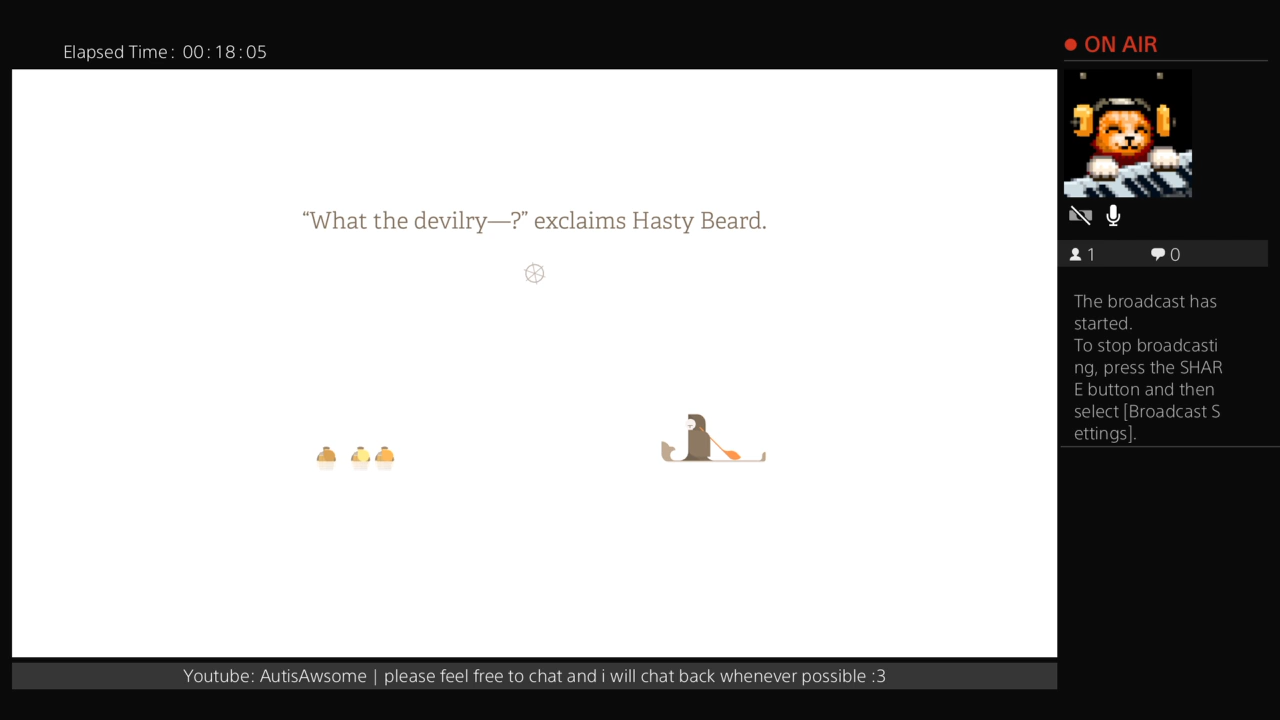 Elapsed Time: 00:18:05
ON AIR
“What the devilry—?” exclaims Hasty Beard.
1 0
The broadcast has
started.
To stop broadcasti
ng, press the SHAR
E button and then
select [Broadcast S
ettings].
Youtube: AutisAwsome | please feel free to chat and i will chat back whenever possible :3